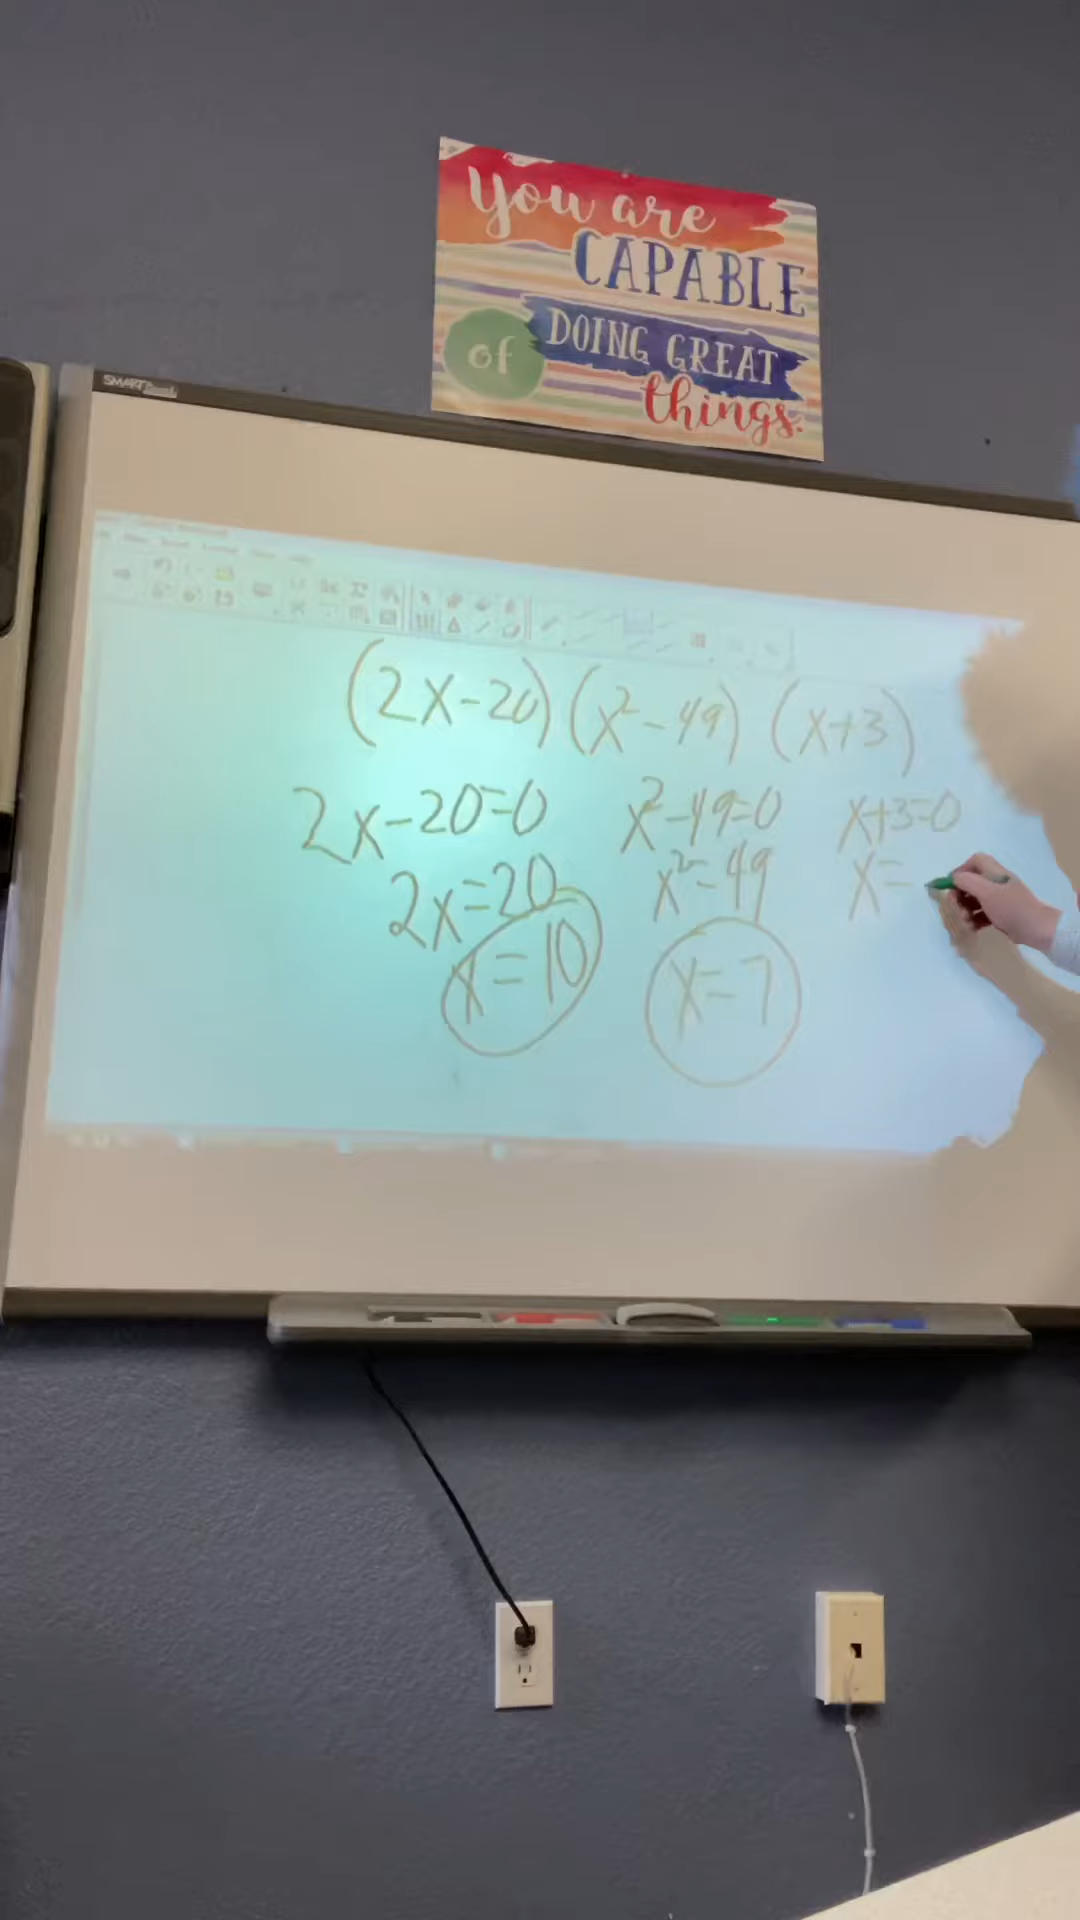 You are
CAPABLE
of DOING GREAT
things.
SMART
(2x-20) (x²-49) (x+3)
2x-20=0 x²-49=0 x+3=0
2x=20 x²=49 x=-
x=10 x=7